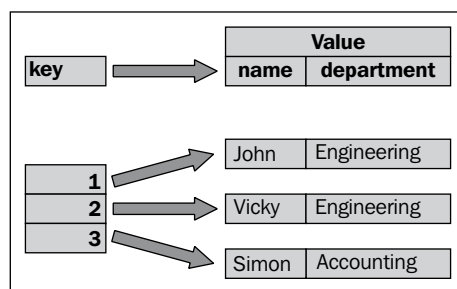 Value
key name department
John Engineering
1
2 Vicky Engineering
3
Simon Accounting